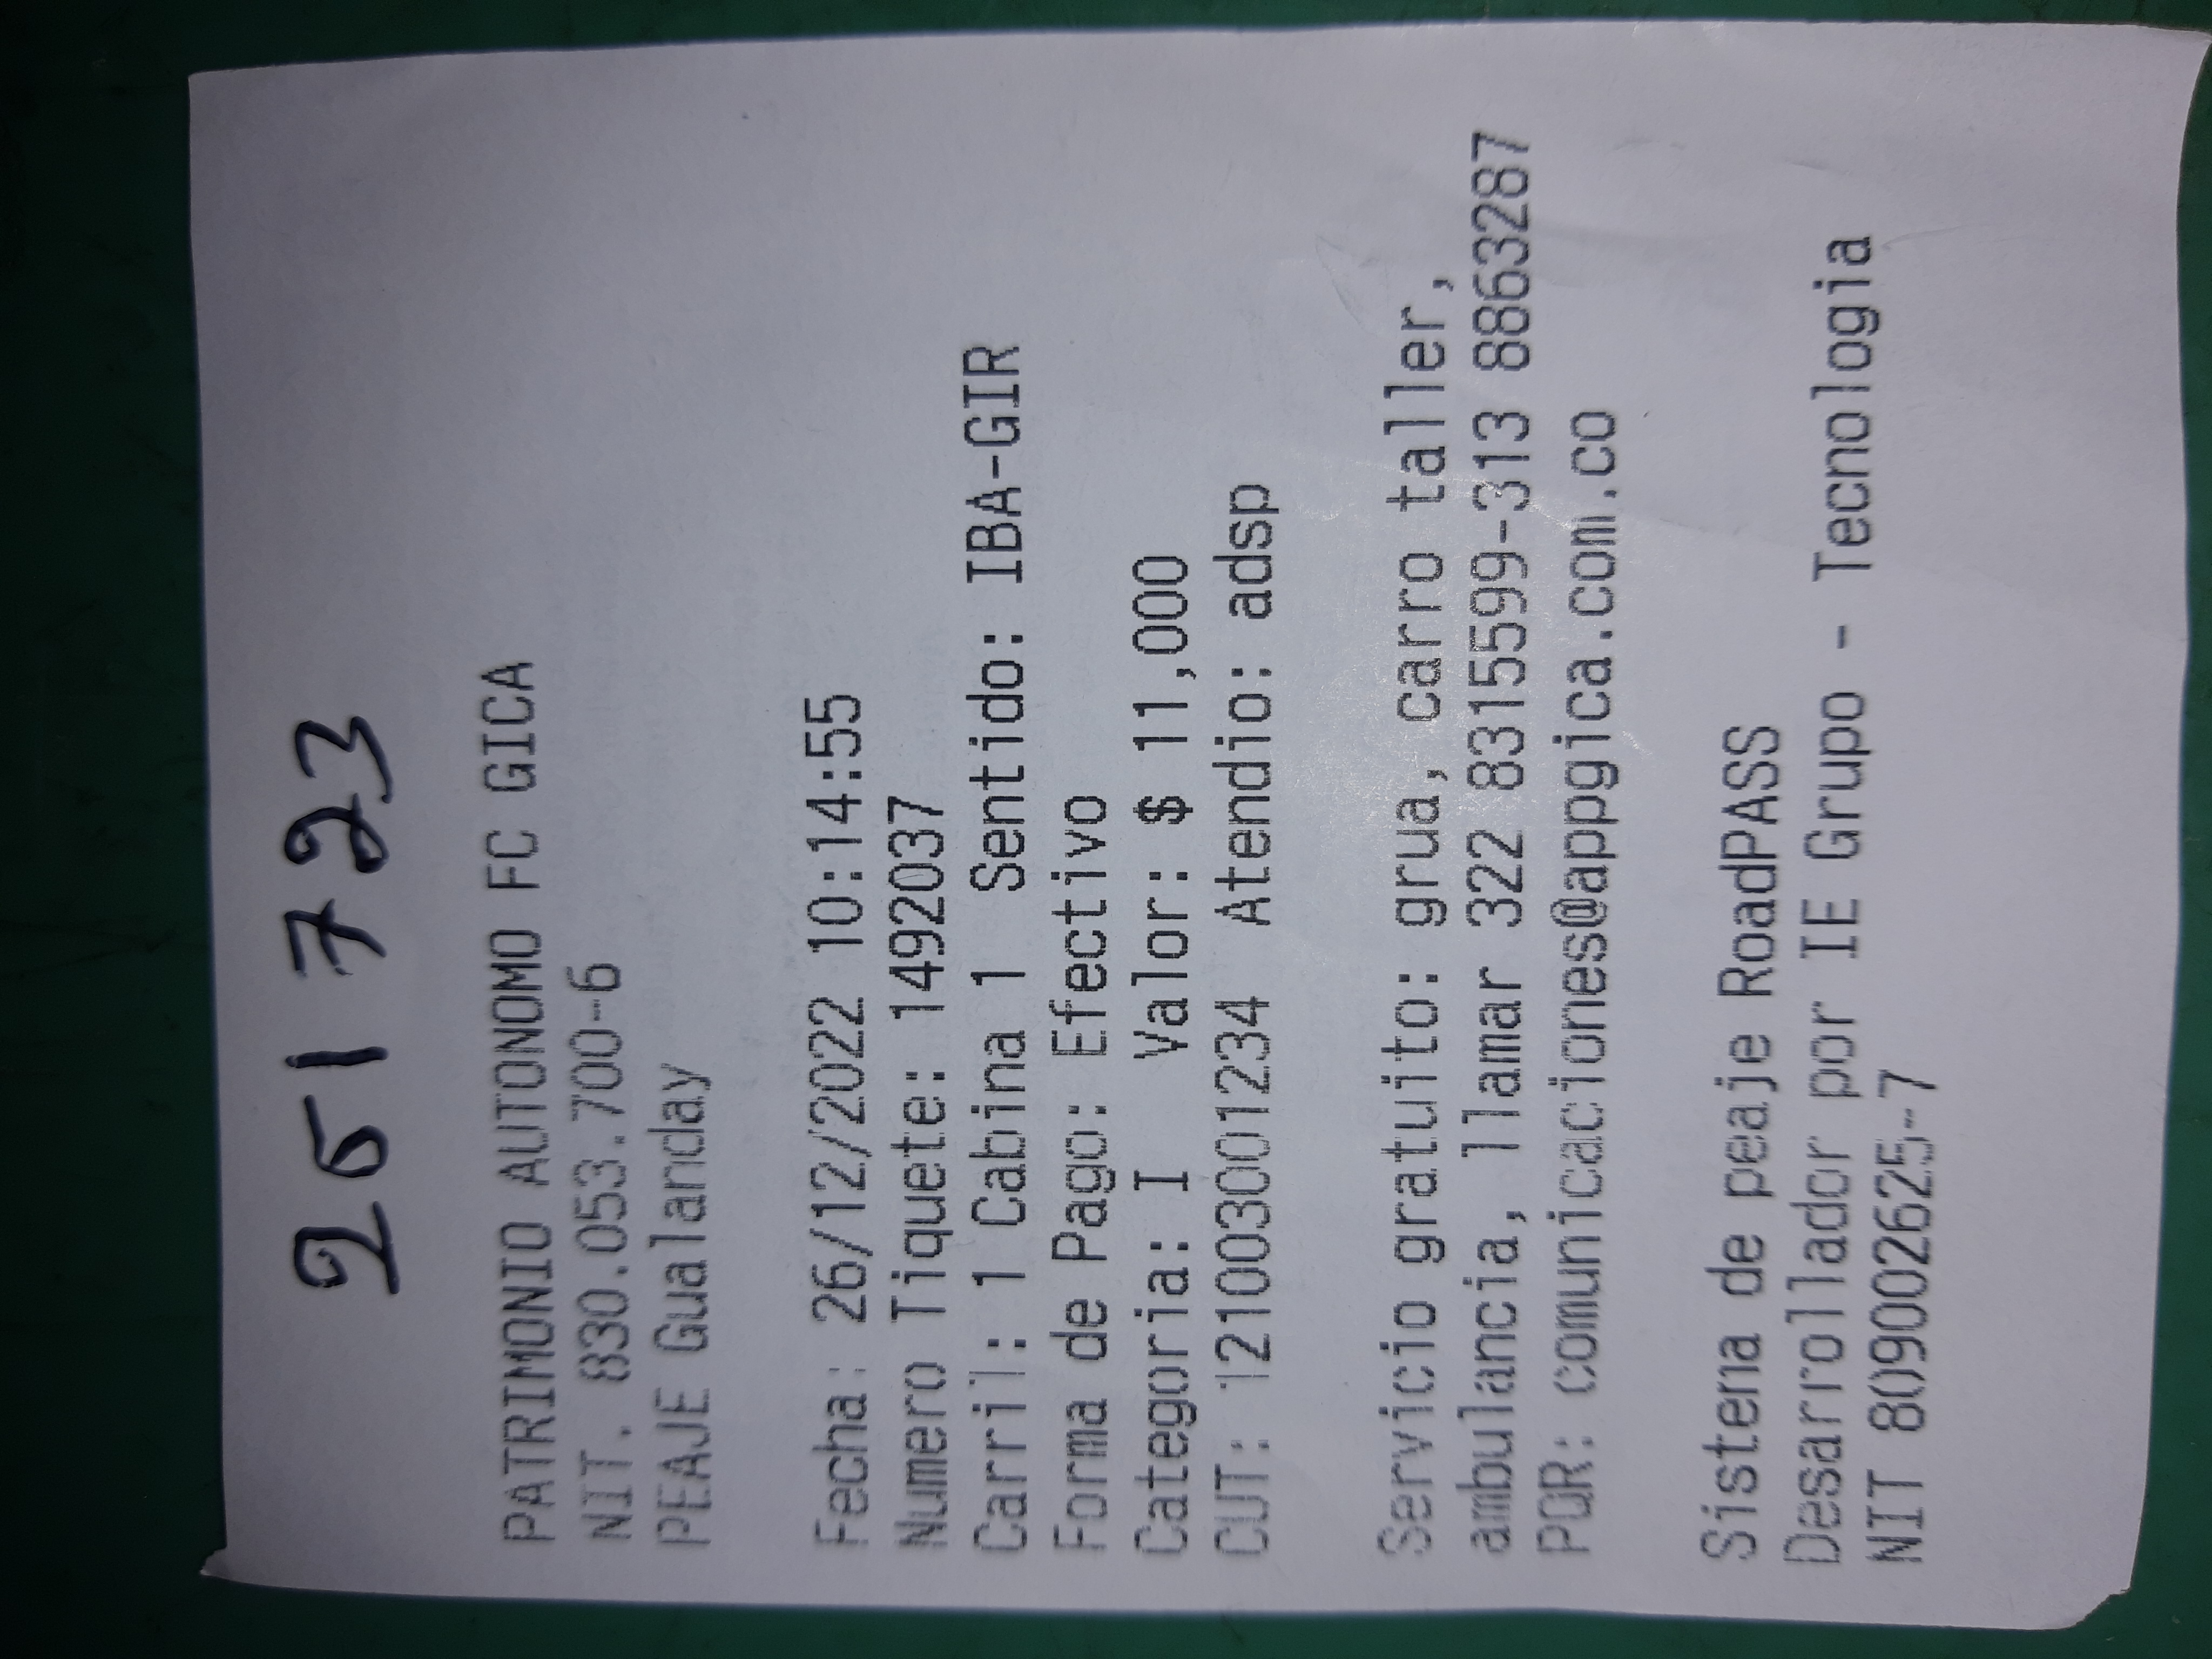 261723
PATRIMONIO AUTONOMO FC GICA
NIT. 830.053.700-6
PEAJE Gualanday
Fecha: 26/12/2022 10:14:55
Numero Tiquete: 1492037
Carril: 1 Cabina 1 Sentido: IBA-GIR
Forma de Pago: Efectivo
Categoria: I Valor: $ 11,000
CUT: 1210030001234 Atendio: adsp
Servicio gratuito: grua, carro taller,
ambulancia, llamar 322 8315599-313 8863287
PQR: comunicaciones@appgica.com.co
Sistena de peaje RoadPASS
Desarrollador por IE Grupo - Tecnologia
NIT 809002625-7